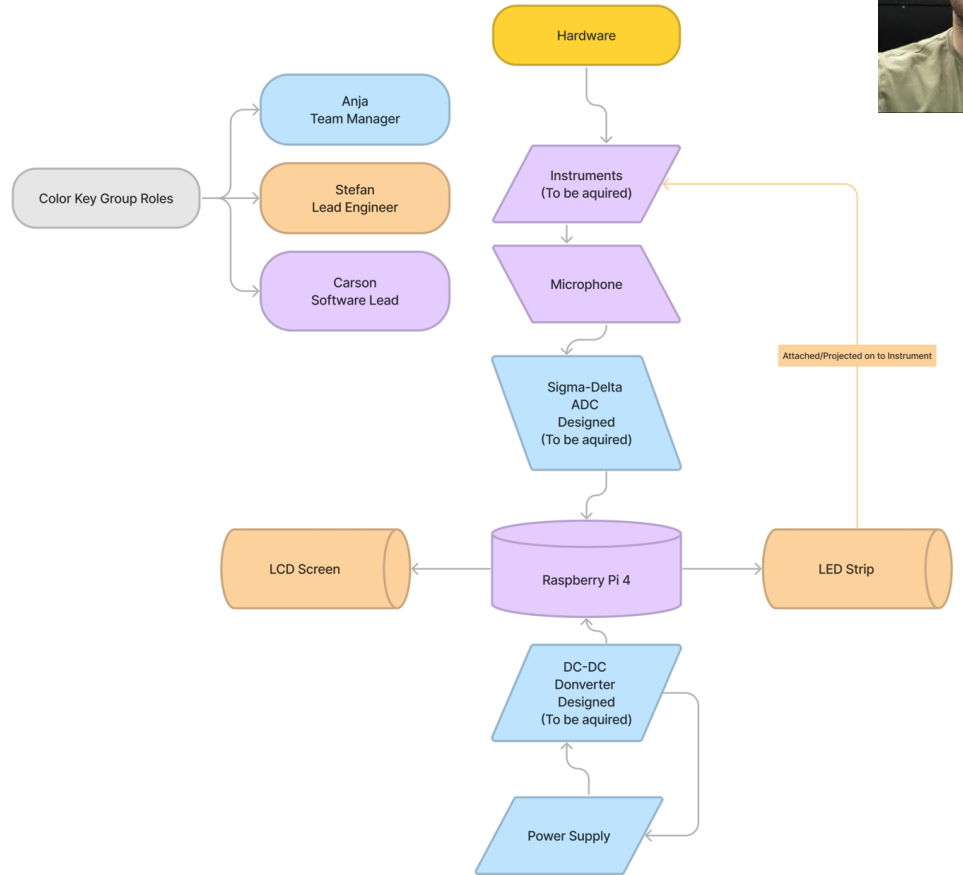 Hardware
Color Key Group Roles
Anja
Team Manager
Stefan
Lead Engineer
Carson
Software Lead
Instruments
(To be aquired)
Microphone
Sigma-Delta
ADC
Designed
(To be aquired)
Attached/Projected on to Instrument
LCD Screen
Raspberry Pi 4
LED Strip
DC-DC
Donverter
Designed
(To be aquired)
Power Supply